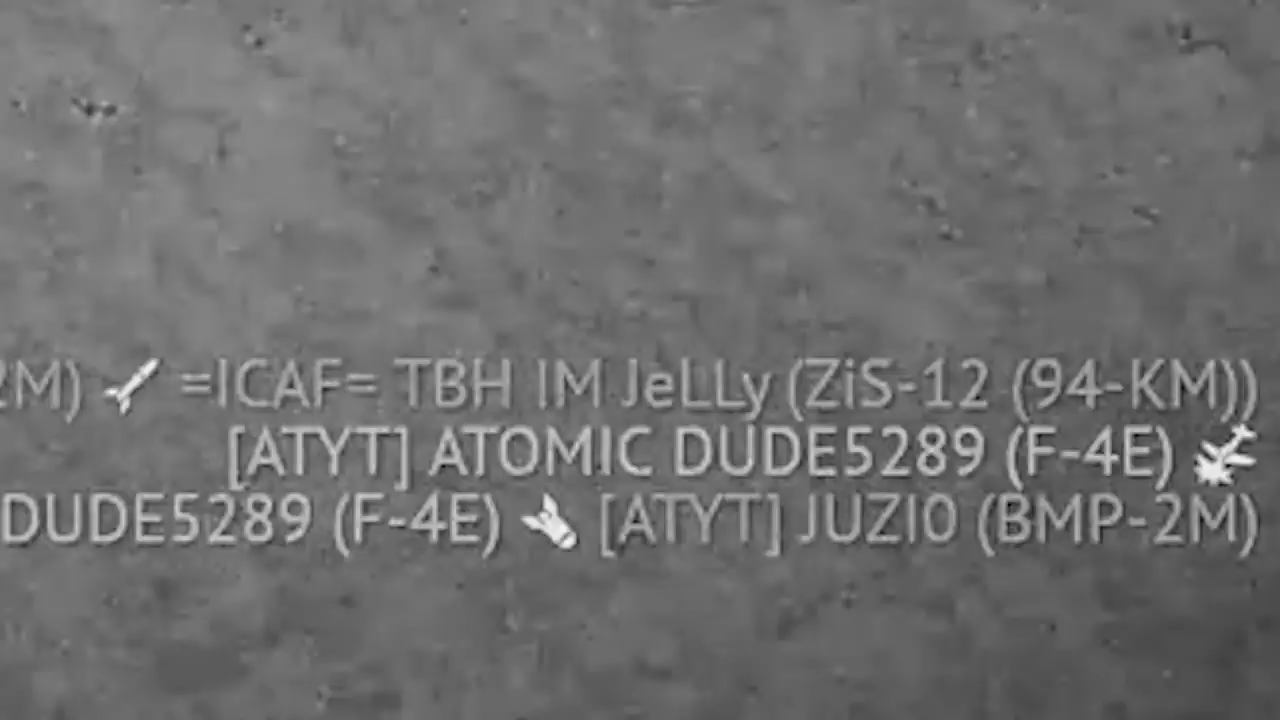 2M) =ICAF= TBH IM JeLLy (ZiS-12 (94-KM))
[ATYT] ATOMIC DUDE5289 (F-4E)
DUDE5289 (F-4E) [ATYT] JUZI0 (BMP-2M)